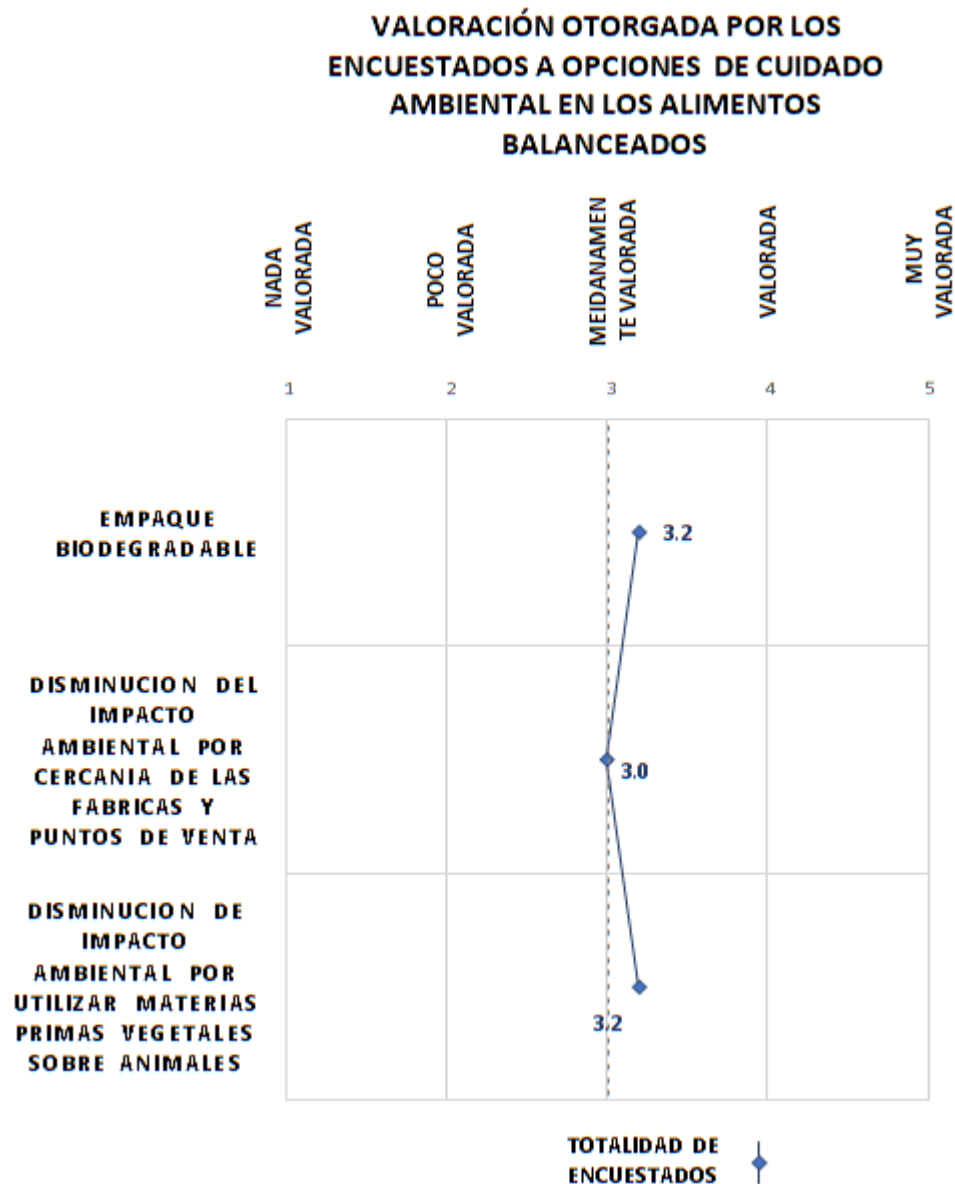 VALORACIÓN OTORGADA POR LOS
ENCUESTADOS A OPCIONES DE CUIDADO
AMBIENTAL EN LOS ALIMENTOS
BALANCEADOS
NADA
VALORADA
POCO
VALORADA
MEIDANAMEN
TE VALORADA
VALORADA
MUY
VALORADA
1
2
3
4
5
EMPAQUE
BIODEGRADABLE
3.2
DISMINUCION DEL
IMPACTO
AMBIENTAL POR
CERCANIA DE LAS
FABRICAS Y
PUNTOS DE VENTA
3.0
DISMINUCION DE
IMPACTO
AMBIENTAL POR
UTILIZAR MATERIAS
PRIMAS VEGETALES
SOBRE ANIMALES
3.2
TOTALIDAD DE
ENCUESTADOS